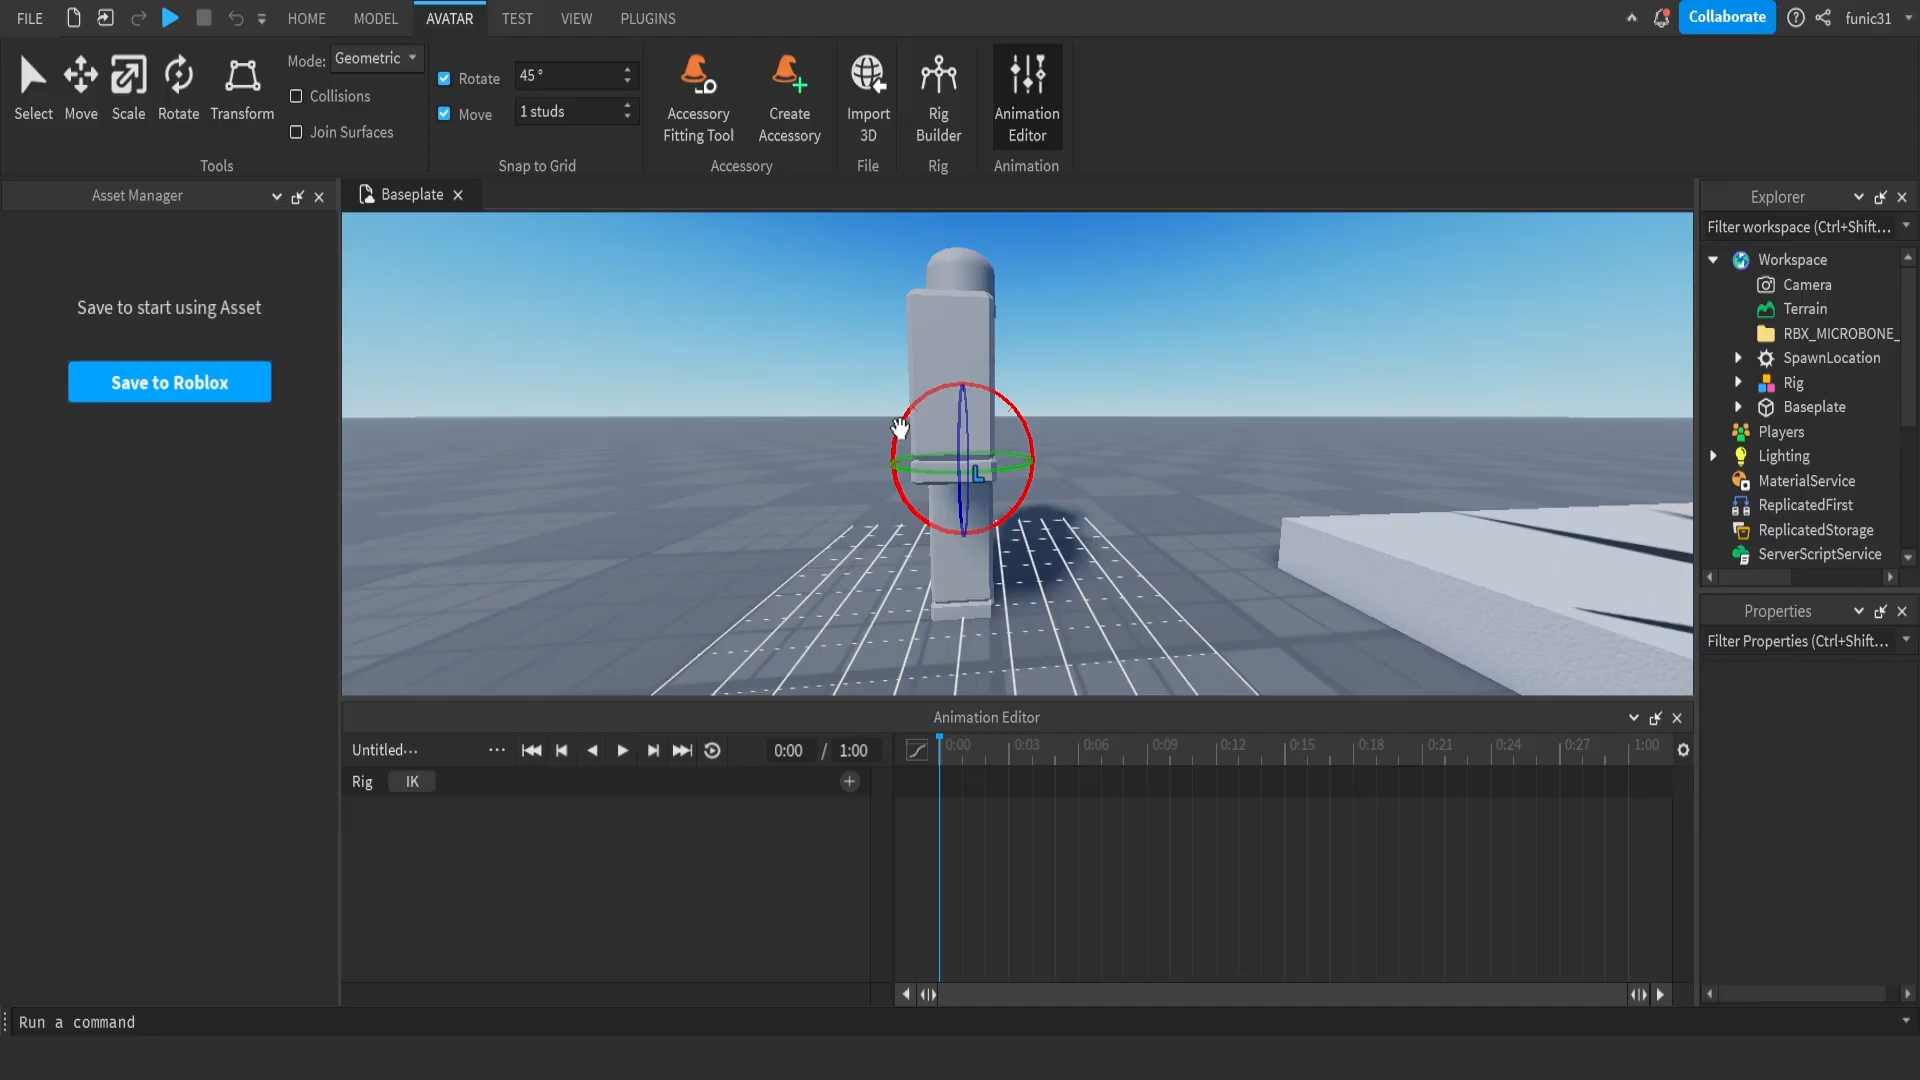 FILE
HOME
MODEL
AVATAR
TEST
VIEW
PLUGINS
Collaborate
funic31
Select
Move
Scale
Rotate
Transform
Mode: Geometric
Collisions
Join Surfaces
Tools
Rotate 45 °
Move 1 studs
Snap to Grid
Accessory
Fitting Tool
Create
Accessory
Accessory
Import
3D
File
Rig
Builder
Rig
Animation
Editor
Animation
Asset Manager
Save to start using Asset
Save to Roblox
Baseplate
L
Explorer
Filter workspace (Ctrl+Shift...
Workspace
Camera
Terrain
RBX_MICROBONE_
SpawnLocation
Rig
Baseplate
Players
Lighting
MaterialService
ReplicatedFirst
ReplicatedStorage
ServerScriptService
Properties
Filter Properties (Ctrl+Shift...
Animation Editor
Untitled...
0:00 / 1:00
0:00 0:03 0:06 0:09 0:12 0:15 0:18 0:21 0:24 0:27 1:00
Rig IK
Run a command